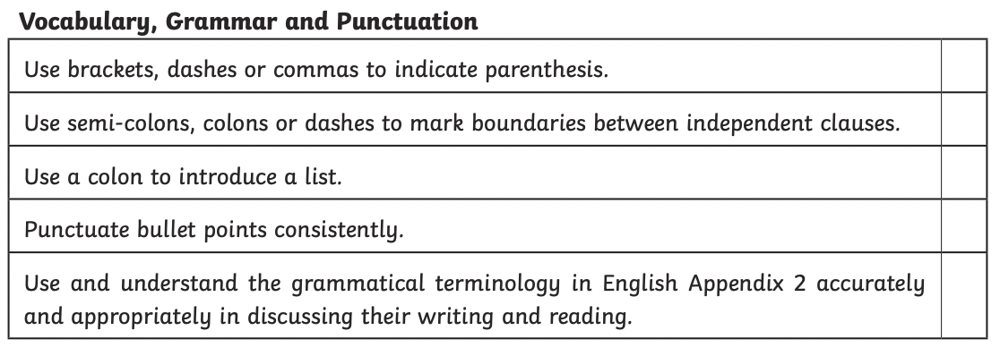 Vocabulary, Grammar and Punctuation
Use brackets, dashes or commas to indicate parenthesis.
Use semi-colons, colons or dashes to mark boundaries between independent clauses.
Use a colon to introduce a list.
Punctuate bullet points consistently.
Use and understand the grammatical terminology in English Appendix 2 accurately
and appropriately in discussing their writing and reading.